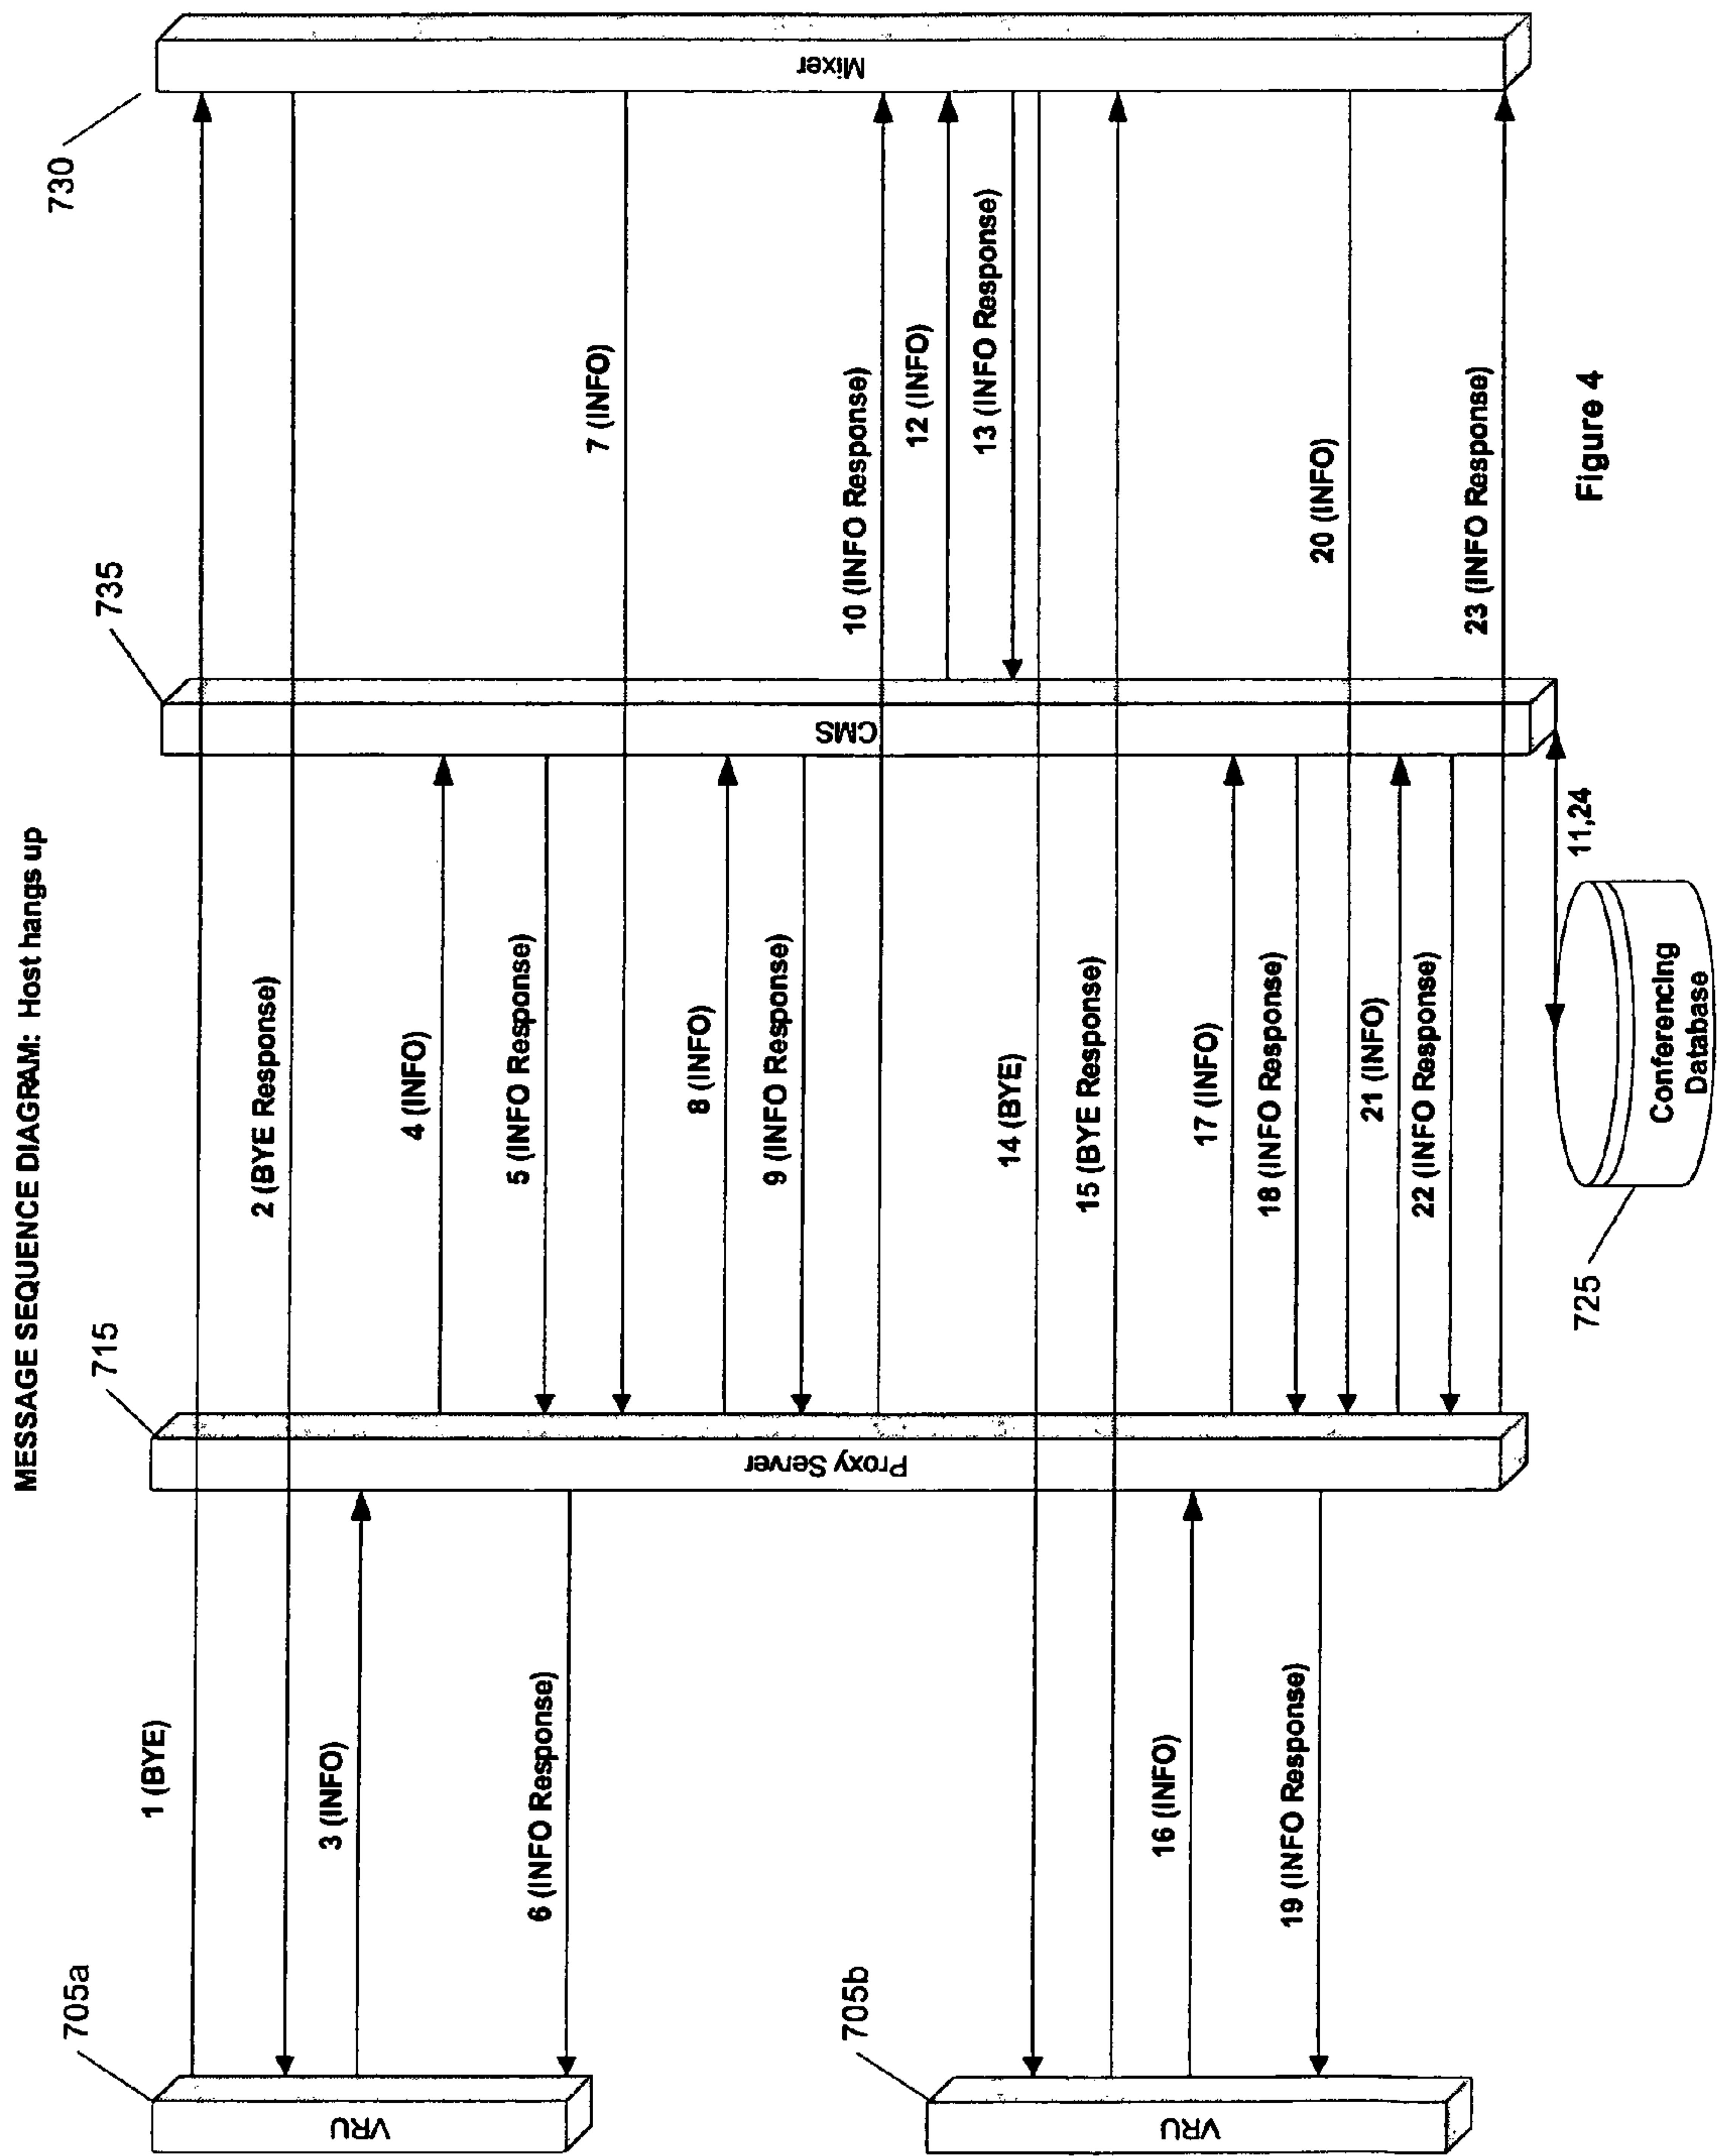 MESSAGE SEQUENCE DIAGRAM: Host hangs up
705a
715
735
730
VRU
Proxy Server
CMS
Mixer
1 (BYE)
2 (BYE Response)
3 (INFO)
4 (INFO)
5 (INFO Response)
6 (INFO Response)
7 (INFO)
8 (INFO)
9 (INFO Response)
10 (INFO Response)
12 (INFO)
13 (INFO Response)
705b
VRU
14 (BYE)
15 (BYE Response)
16 (INFO)
17 (INFO)
18 (INFO Response)
19 (INFO Response)
20 (INFO)
21 (INFO)
22 (INFO Response)
23 (INFO Response)
11,24
725
Conferencing
Database
Figure 4